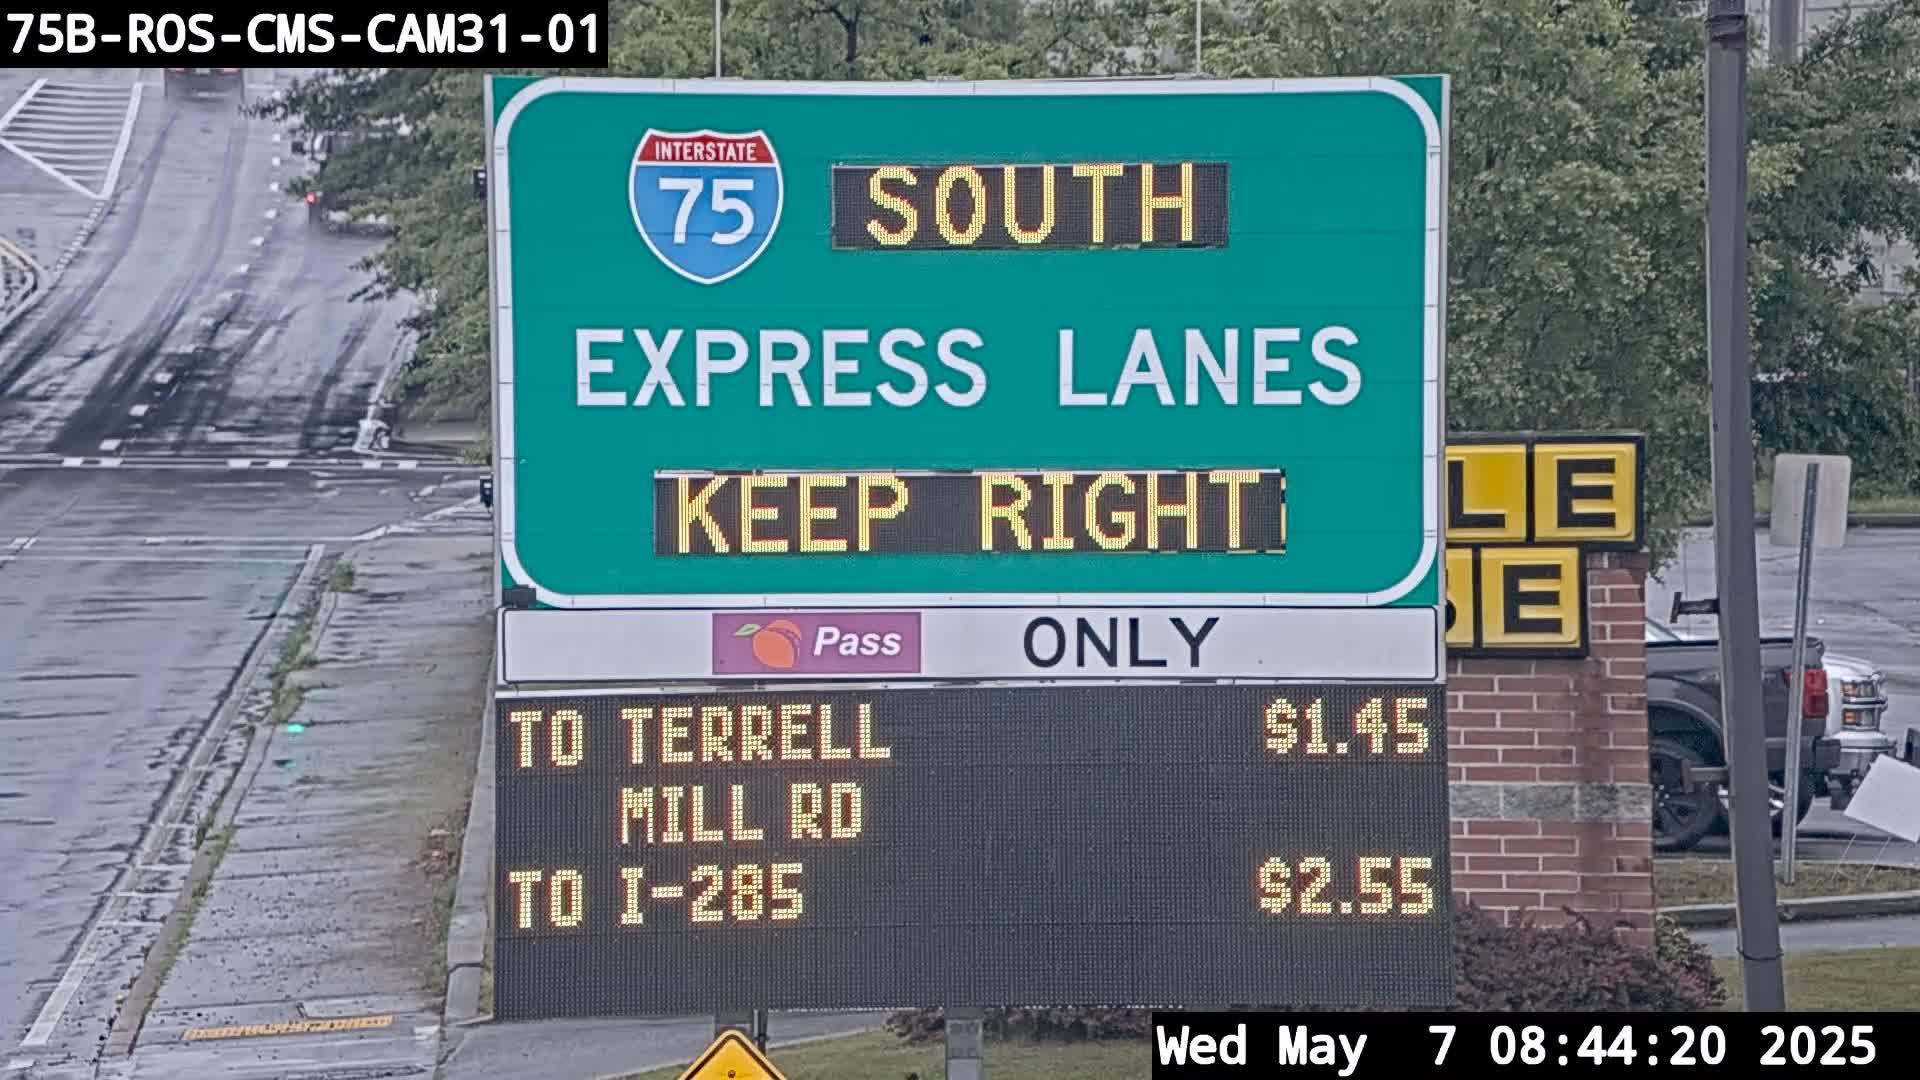 75B-ROS-CMS-CAM31-01
INTERSTATE
75
SOUTH
EXPRESS LANES
KEEP RIGHT
Pass ONLY
TO TERRELL $1.45
MILL RD
TO I-285 $2.55
LE
E
Wed May 7 08:44:20 2025